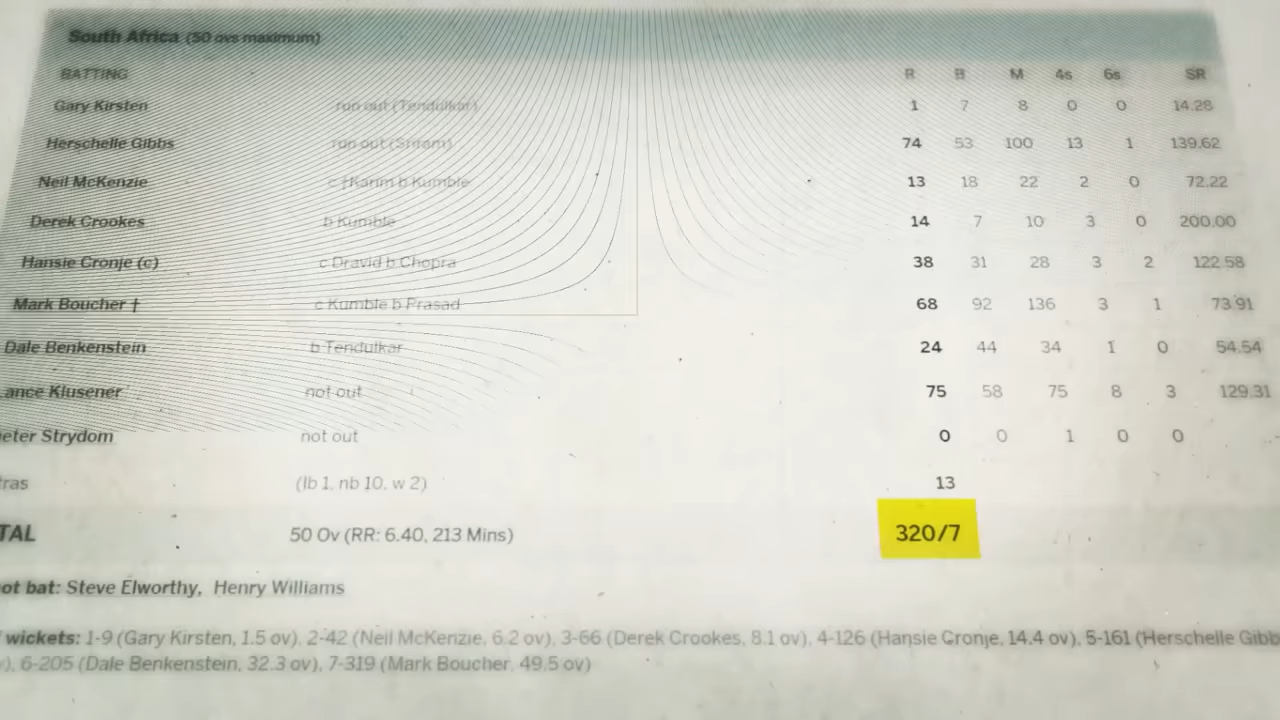 South Africa (50 ovs maximum)
BATTING R B M 4s 6s SR
Gary Kirsten run out (Tendulkar) 1 7 8 0 0 14.28
Herschelle Gibbs run out (Sriram) 74 53 100 13 1 139.62
Neil McKenzie c †Karim b Kumble 13 18 22 2 0 72.22
Derek Crookes b Kumble 14 7 10 3 0 200.00
Hansie Cronje (c) c Dravid b Chopra 38 31 28 3 2 122.58
Mark Boucher † c Kumble b Prasad 68 92 136 3 1 73.91
Dale Benkenstein b Tendulkar 24 44 34 1 0 54.54
ance Klusener not out 75 58 75 8 3 129.31
eter Strydom not out 0 0 1 0 0 -
ras (lb 1, nb 10, w 2) 13
TAL 50 Ov (RR: 6.40, 213 Mins) 320/7
ot bat: Steve Elworthy, Henry Williams
wickets: 1-9 (Gary Kirsten, 1.5 ov), 2-42 (Neil McKenzie, 6.2 ov), 3-66 (Derek Crookes, 8.1 ov), 4-126 (Hansie Cronje, 14.4 ov), 5-161 (Herschelle Gibb
v), 6-205 (Dale Benkenstein, 32.3 ov), 7-319 (Mark Boucher, 49.5 ov)